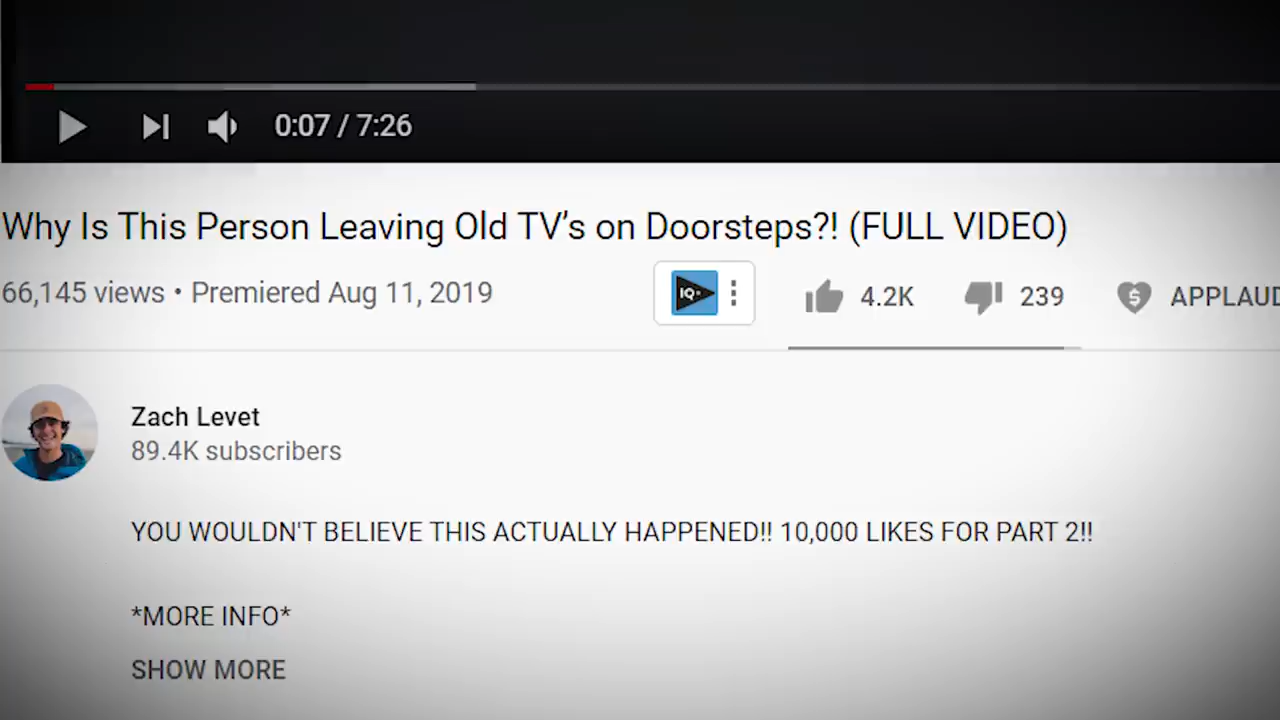 0:07 / 7:26
Why Is This Person Leaving Old TV's on Doorsteps?! (FULL VIDEO)
66,145 views • Premiered Aug 11, 2019
IQ
4.2K
239
APPLAUD
Zach Levet
89.4K subscribers
YOU WOULDN'T BELIEVE THIS ACTUALLY HAPPENED!! 10,000 LIKES FOR PART 2!!
*MORE INFO*
SHOW MORE